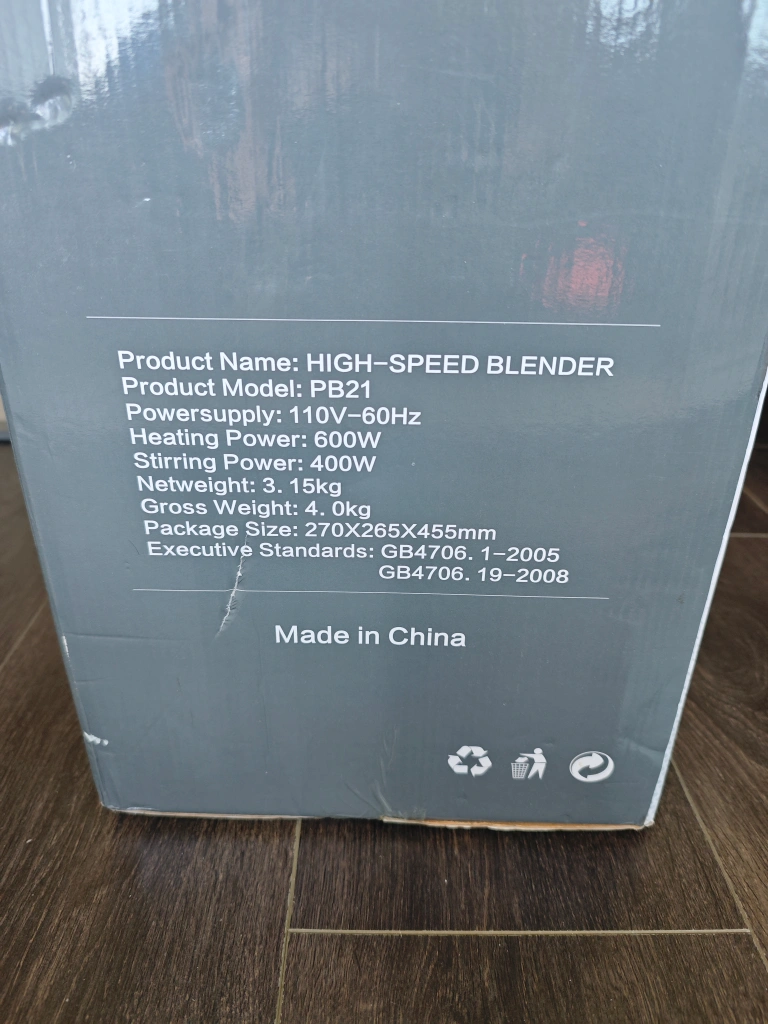 Product Name: HIGH-SPEED BLENDER
Product Model: PB21
Powersupply: 110V-60Hz
Heating Power: 600W
Stirring Power: 400W
Netweight: 3. 15kg
Gross Weight: 4. 0kg
Package Size: 270X265X455mm
Executive Standards: GB4706. 1-2005
GB4706. 19-2008
Made in China